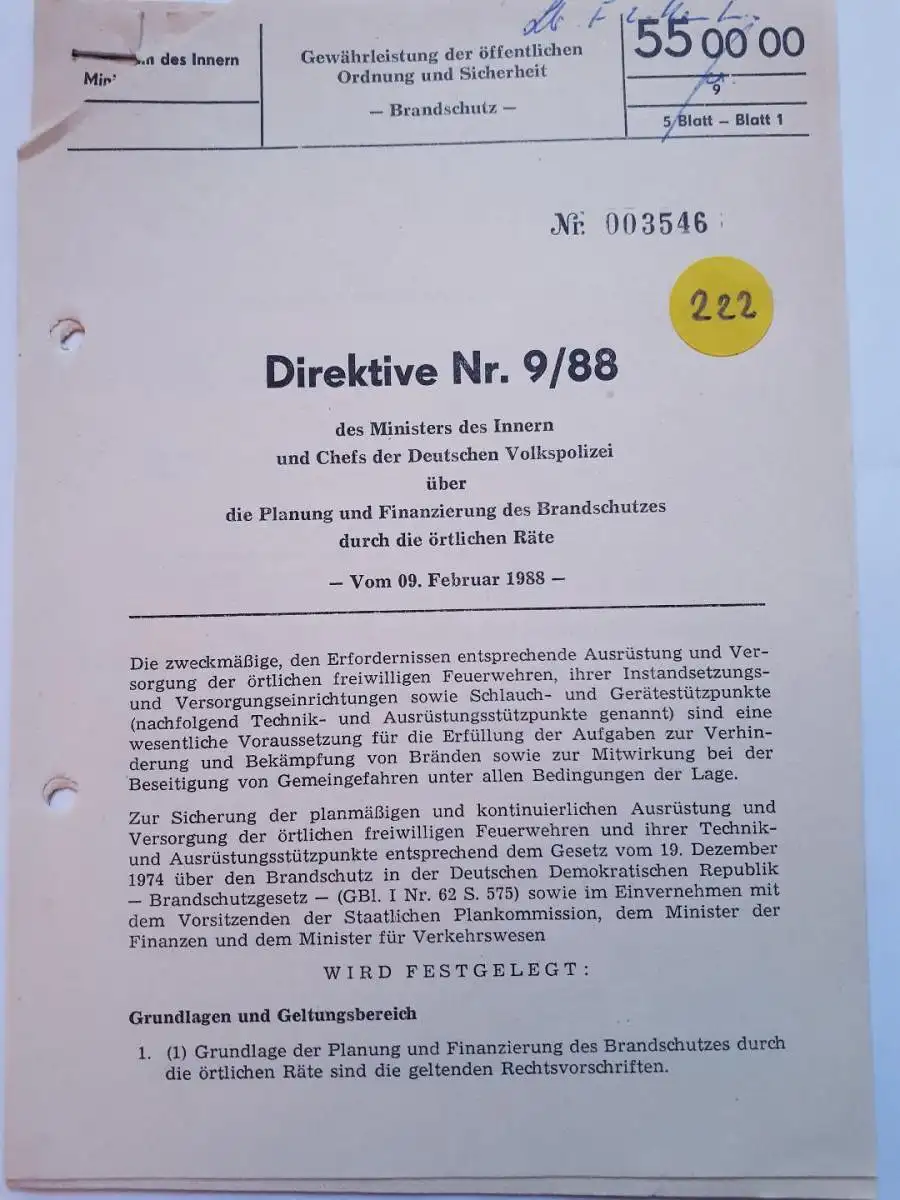 des Innern
Gewährleistung der öffentlichen
Ordnung und Sicherheit
— Brandschutz —
55 00 00
9
5 Blatt – Blatt 1
Nr. 003546
222
Direktive Nr. 9/88
des Ministers des Innern
und Chefs der Deutschen Volkspolizei
über
die Planung und Finanzierung des Brandschutzes
durch die örtlichen Räte
— Vom 09. Februar 1988 —
Die zweckmäßige, den Erfordernissen entsprechende Ausrüstung und Ver-
sorgung der örtlichen freiwilligen Feuerwehren, ihrer Instandsetzungs-
und Versorgungseinrichtungen sowie Schlauch- und Gerätestützpunkte
(nachfolgend Technik- und Ausrüstungsstützpunkte genannt) sind eine
wesentliche Voraussetzung für die Erfüllung der Aufgaben zur Verhin-
derung und Bekämpfung von Bränden sowie zur Mitwirkung bei der
Beseitigung von Gemeingefahren unter allen Bedingungen der Lage.
Zur Sicherung der planmäßigen und kontinuierlichen Ausrüstung und
Versorgung der örtlichen freiwilligen Feuerwehren und ihrer Technik-
und Ausrüstungsstützpunkte entsprechend dem Gesetz vom 19. Dezember
1974 über den Brandschutz in der Deutschen Demokratischen Republik
— Brandschutzgesetz — (GBl. I Nr. 62 S. 575) sowie im Einvernehmen mit
dem Vorsitzenden der Staatlichen Plankommission, dem Minister der
Finanzen und dem Minister für Verkehrswesen
WIRD FESTGELEGT:
Grundlagen und Geltungsbereich
1. (1) Grundlage der Planung und Finanzierung des Brandschutzes durch
die örtlichen Räte sind die geltenden Rechtsvorschriften.